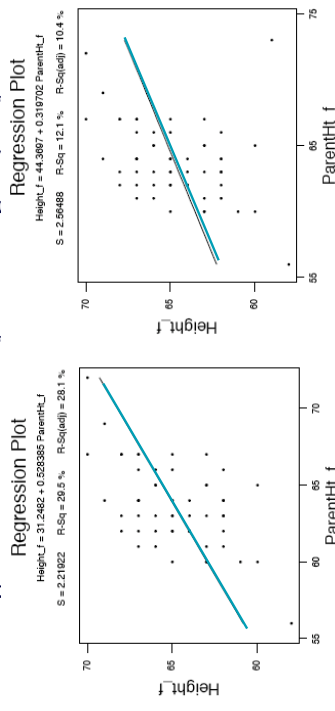 Regression Plot
Height_f = 31.2482 + 0.528385 ParentHt_f
S = 2.21922 R-Sq = 29.5 % R-Sq(adj) = 28.1 %
70
65
60
Height_f
55
60
65
70
ParentHt_f
Regression Plot
Height_f = 44.3697 + 0.319702 ParentHt_f
S = 2.56488 R-Sq = 12.1 % R-Sq(adj) = 10.4 %
70
65
60
Height_f
55
65
75
ParentHt_f